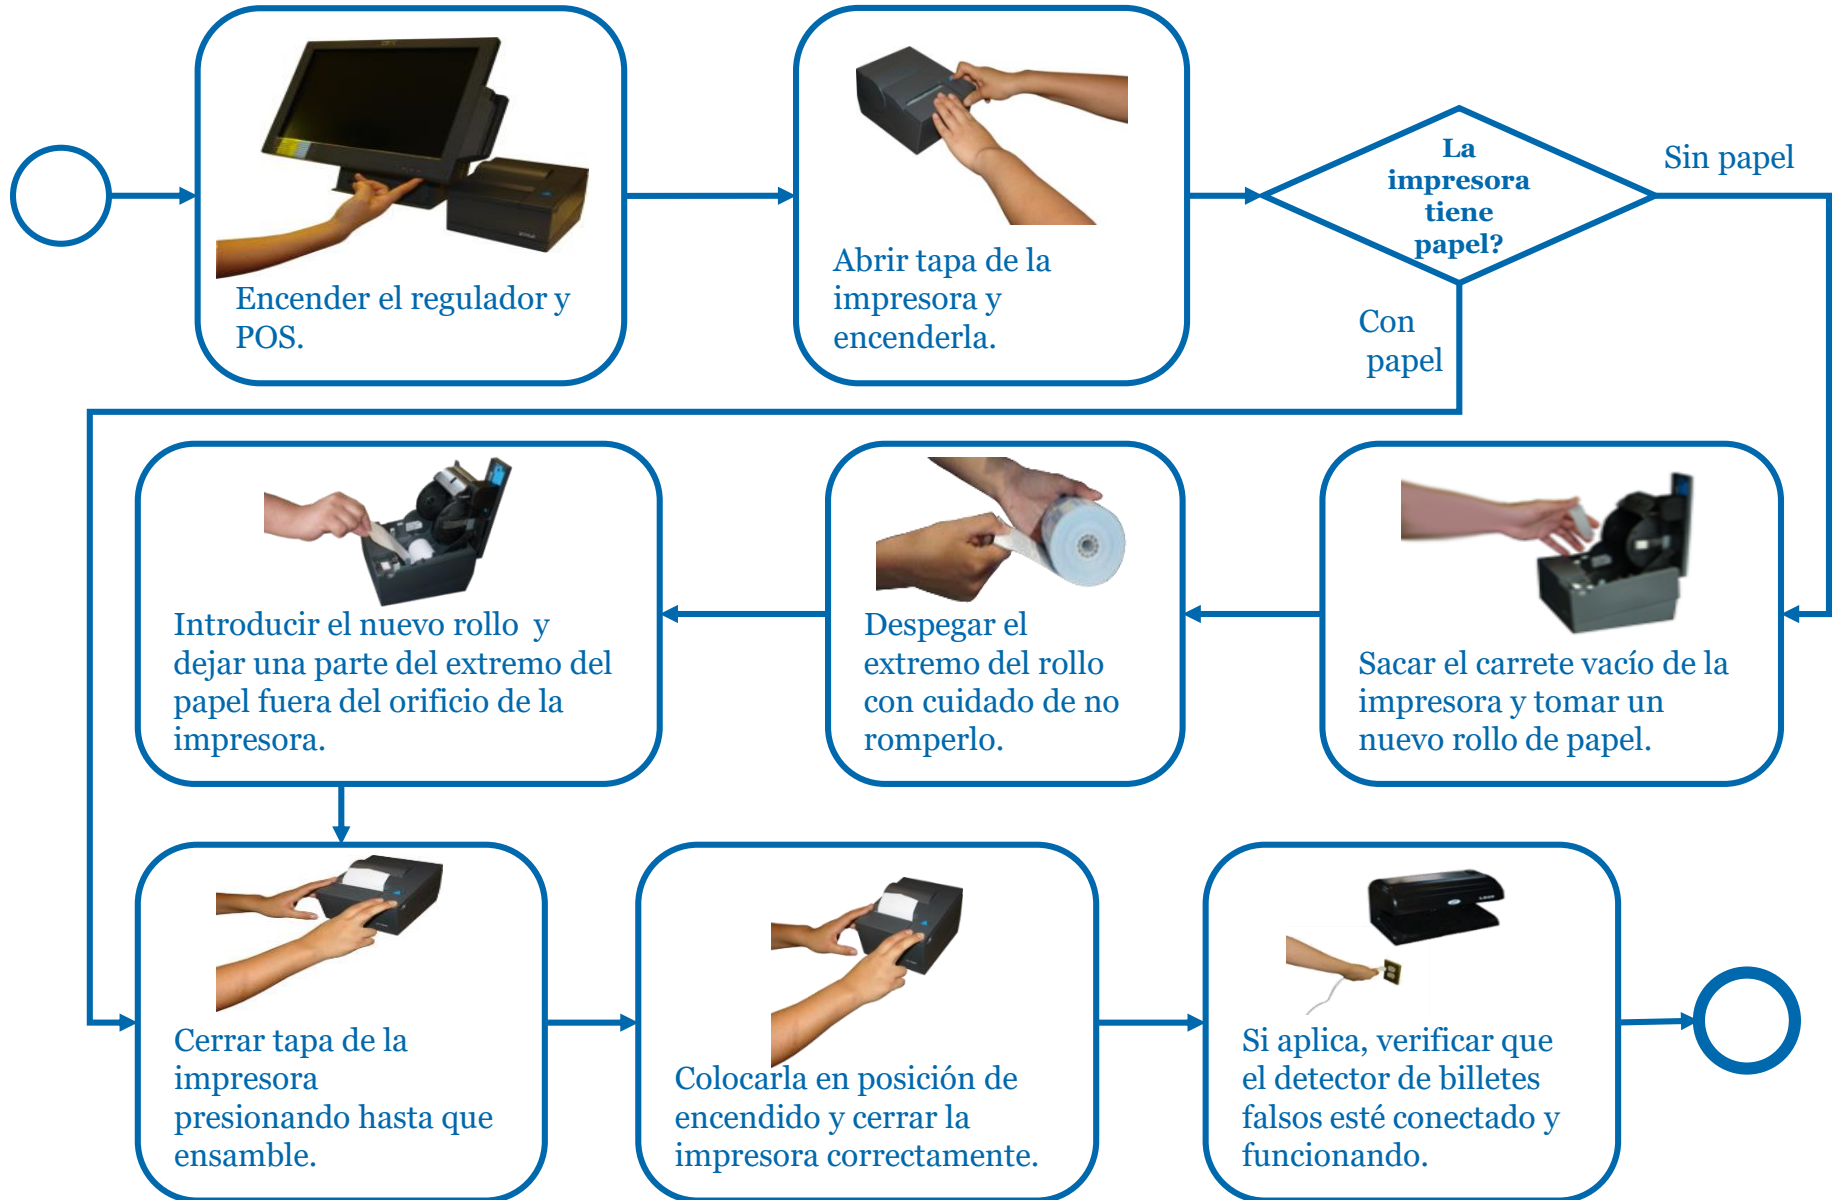 Encender el regulador y
POS.
Abrir tapa de la
impresora y
encenderla.
La
impresora
tiene
papel?
Sin papel
Con
papel
Sacar el carrete vacío de la
impresora y tomar un
nuevo rollo de papel.
Despegar el
extremo del rollo
con cuidado de no
romperlo.
Introducir el nuevo rollo y
dejar una parte del extremo del
papel fuera del orificio de la
impresora.
Cerrar tapa de la
impresora
presionando hasta que
ensamble.
Colocarla en posición de
encendido y cerrar la
impresora correctamente.
Si aplica, verificar que
el detector de billetes
falsos esté conectado y
funcionando.